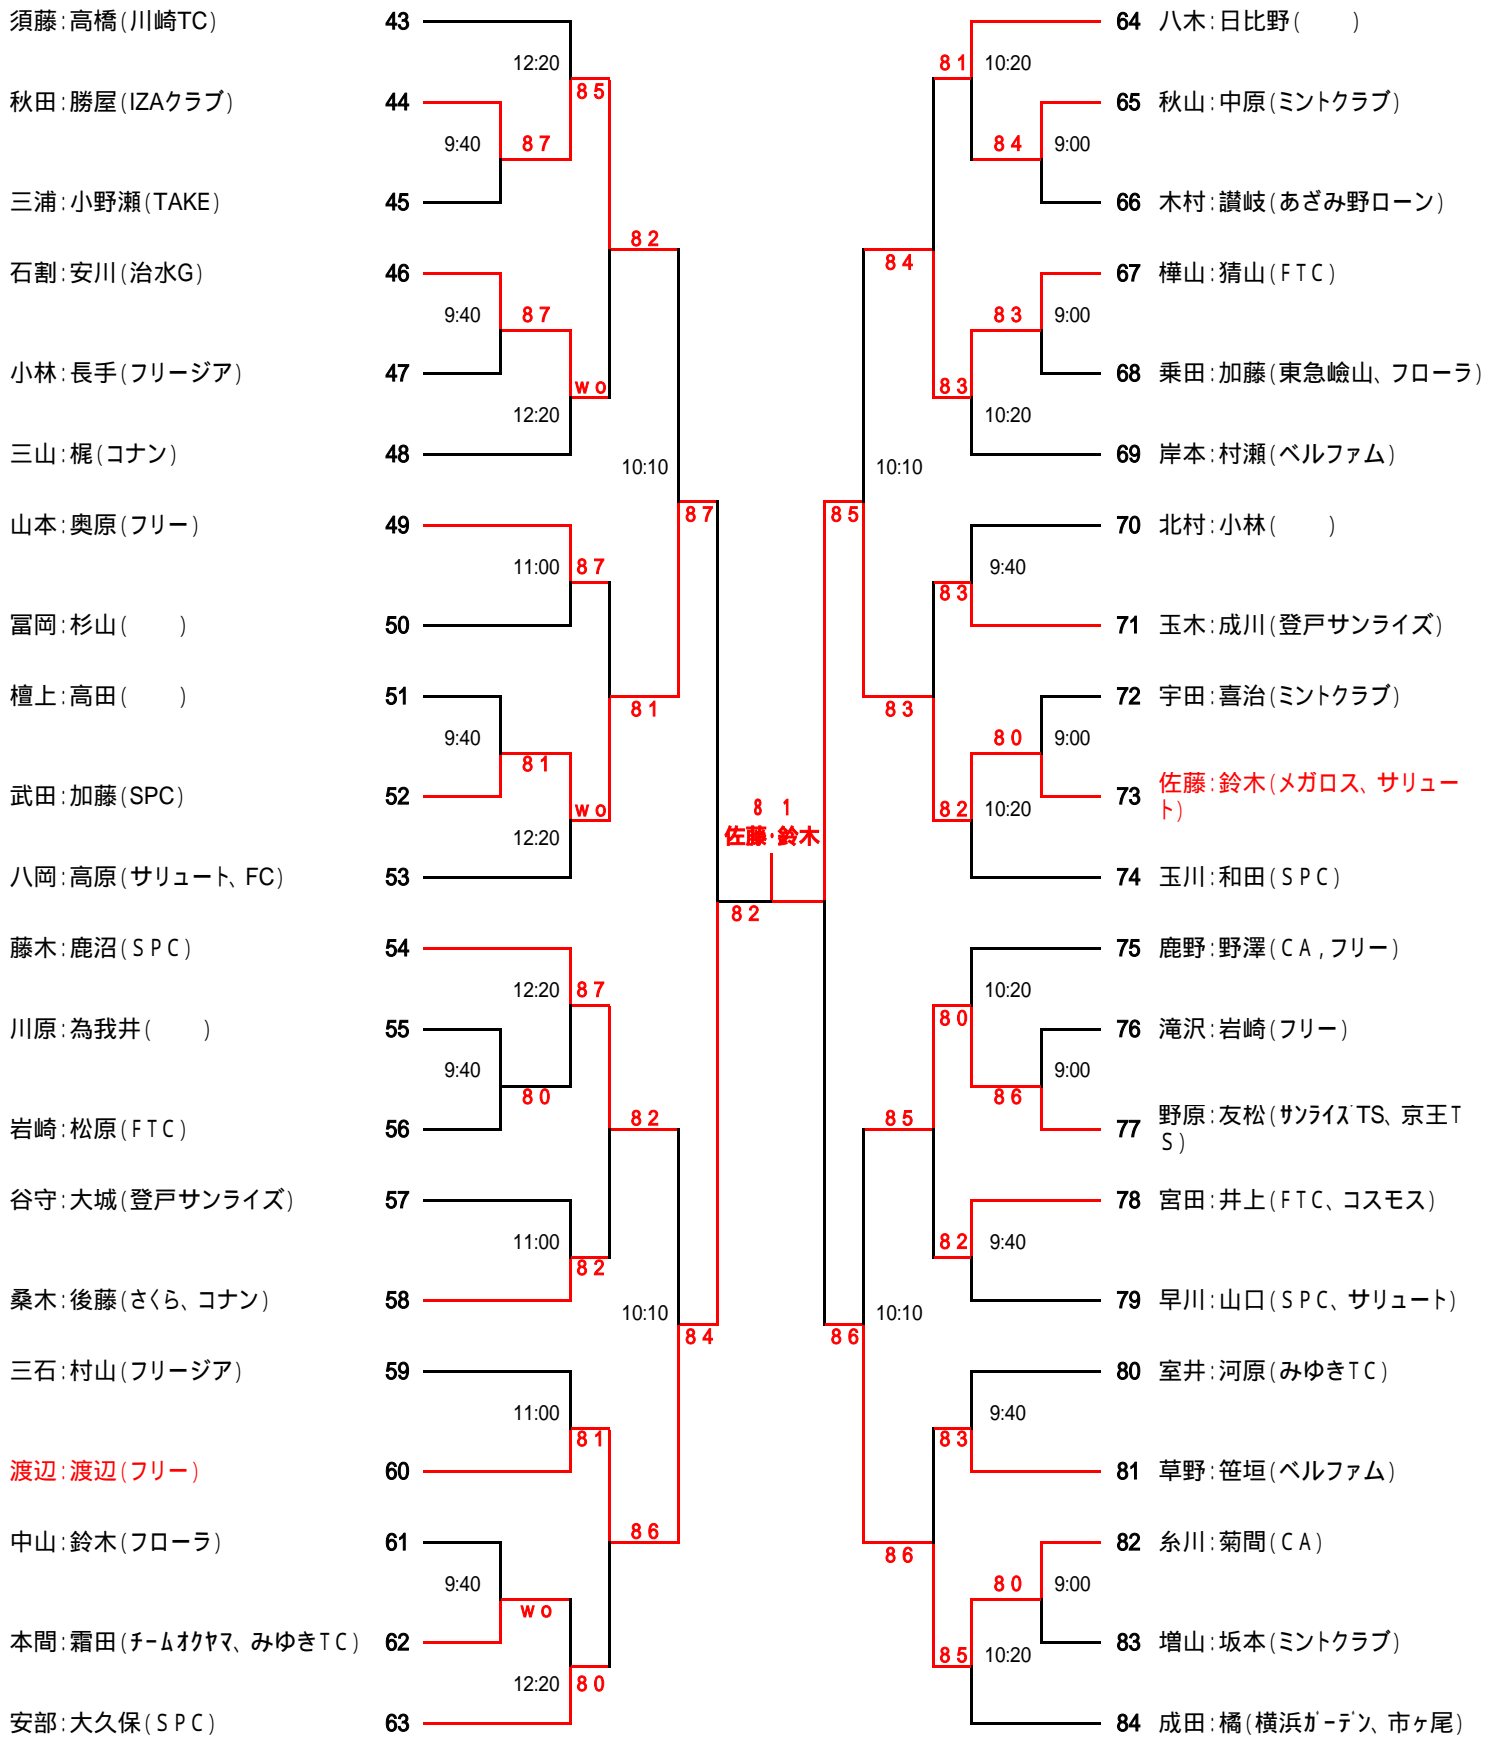 須藤:高橋(川崎TC) 43
12:20
85
秋田:勝屋(IZAクラブ) 44
9:40 87
三浦:小野瀬(TAKE) 45
82
石割:安川(治水G) 46
9:40 87
小林:長手(フリージア) 47
wo
12:20
三山:梶(コナン) 48
10:10
87
山本:奥原(フリー) 49
11:00 87
冨岡:杉山(　　) 50
檀上:高田(　　) 51
81
9:40
81
武田:加藤(SPC) 52
wo
12:20
八岡:高原(サリュート、FC) 53
藤木:鹿沼(SPC) 54
12:20 87
川原:為我井(　　) 55
9:40
80
岩崎:松原(FTC) 56
82
谷守:大城(登戸サンライズ) 57
11:00
82
桑木:後藤(さくら、コナン) 58
10:10
84
三石:村山(フリージア) 59
11:00
81
渡辺:渡辺(フリー) 60
中山:鈴木(フローラ) 61
86
9:40
wo
本間:霜田(チームオクヤマ、みゆきTC) 62
12:20 80
安部:大久保(SPC) 63
8 1
佐藤・鈴木
82
64 八木:日比野(　　)
81 10:20
65 秋山:中原(ミントクラブ)
84 9:00
66 木村:讃岐(あざみ野ローン)
84
67 樺山:猜山(FTC)
83 9:00
68 乗田:加藤(東急嶮山、フローラ)
83
10:20
69 岸本:村瀬(ベルファム)
10:10
85
70 北村:小林(　　)
9:40
83
71 玉木:成川(登戸サンライズ)
72 宇田:喜治(ミントクラブ)
83
80 9:00
73 佐藤:鈴木(メガロス、サリュー
ト)
82 10:20
74 玉川:和田(SPC)
75 鹿野:野澤(CA,フリー)
10:20
80
76 滝沢:岩崎(フリー)
9:00
86
77 野原:友松(サンライズTS、京王T
S)
85
78 宮田:井上(FTC、コスモス)
82 9:40
79 早川:山口(SPC、サリュート)
10:10
86
80 室井:河原(みゆきTC)
9:40
83
81 草野:笹垣(ベルファム)
82 糸川:菊間(CA)
86
80 9:00
83 増山:坂本(ミントクラブ)
85 10:20
84 成田:橘(横浜ガーデン、市ヶ尾)